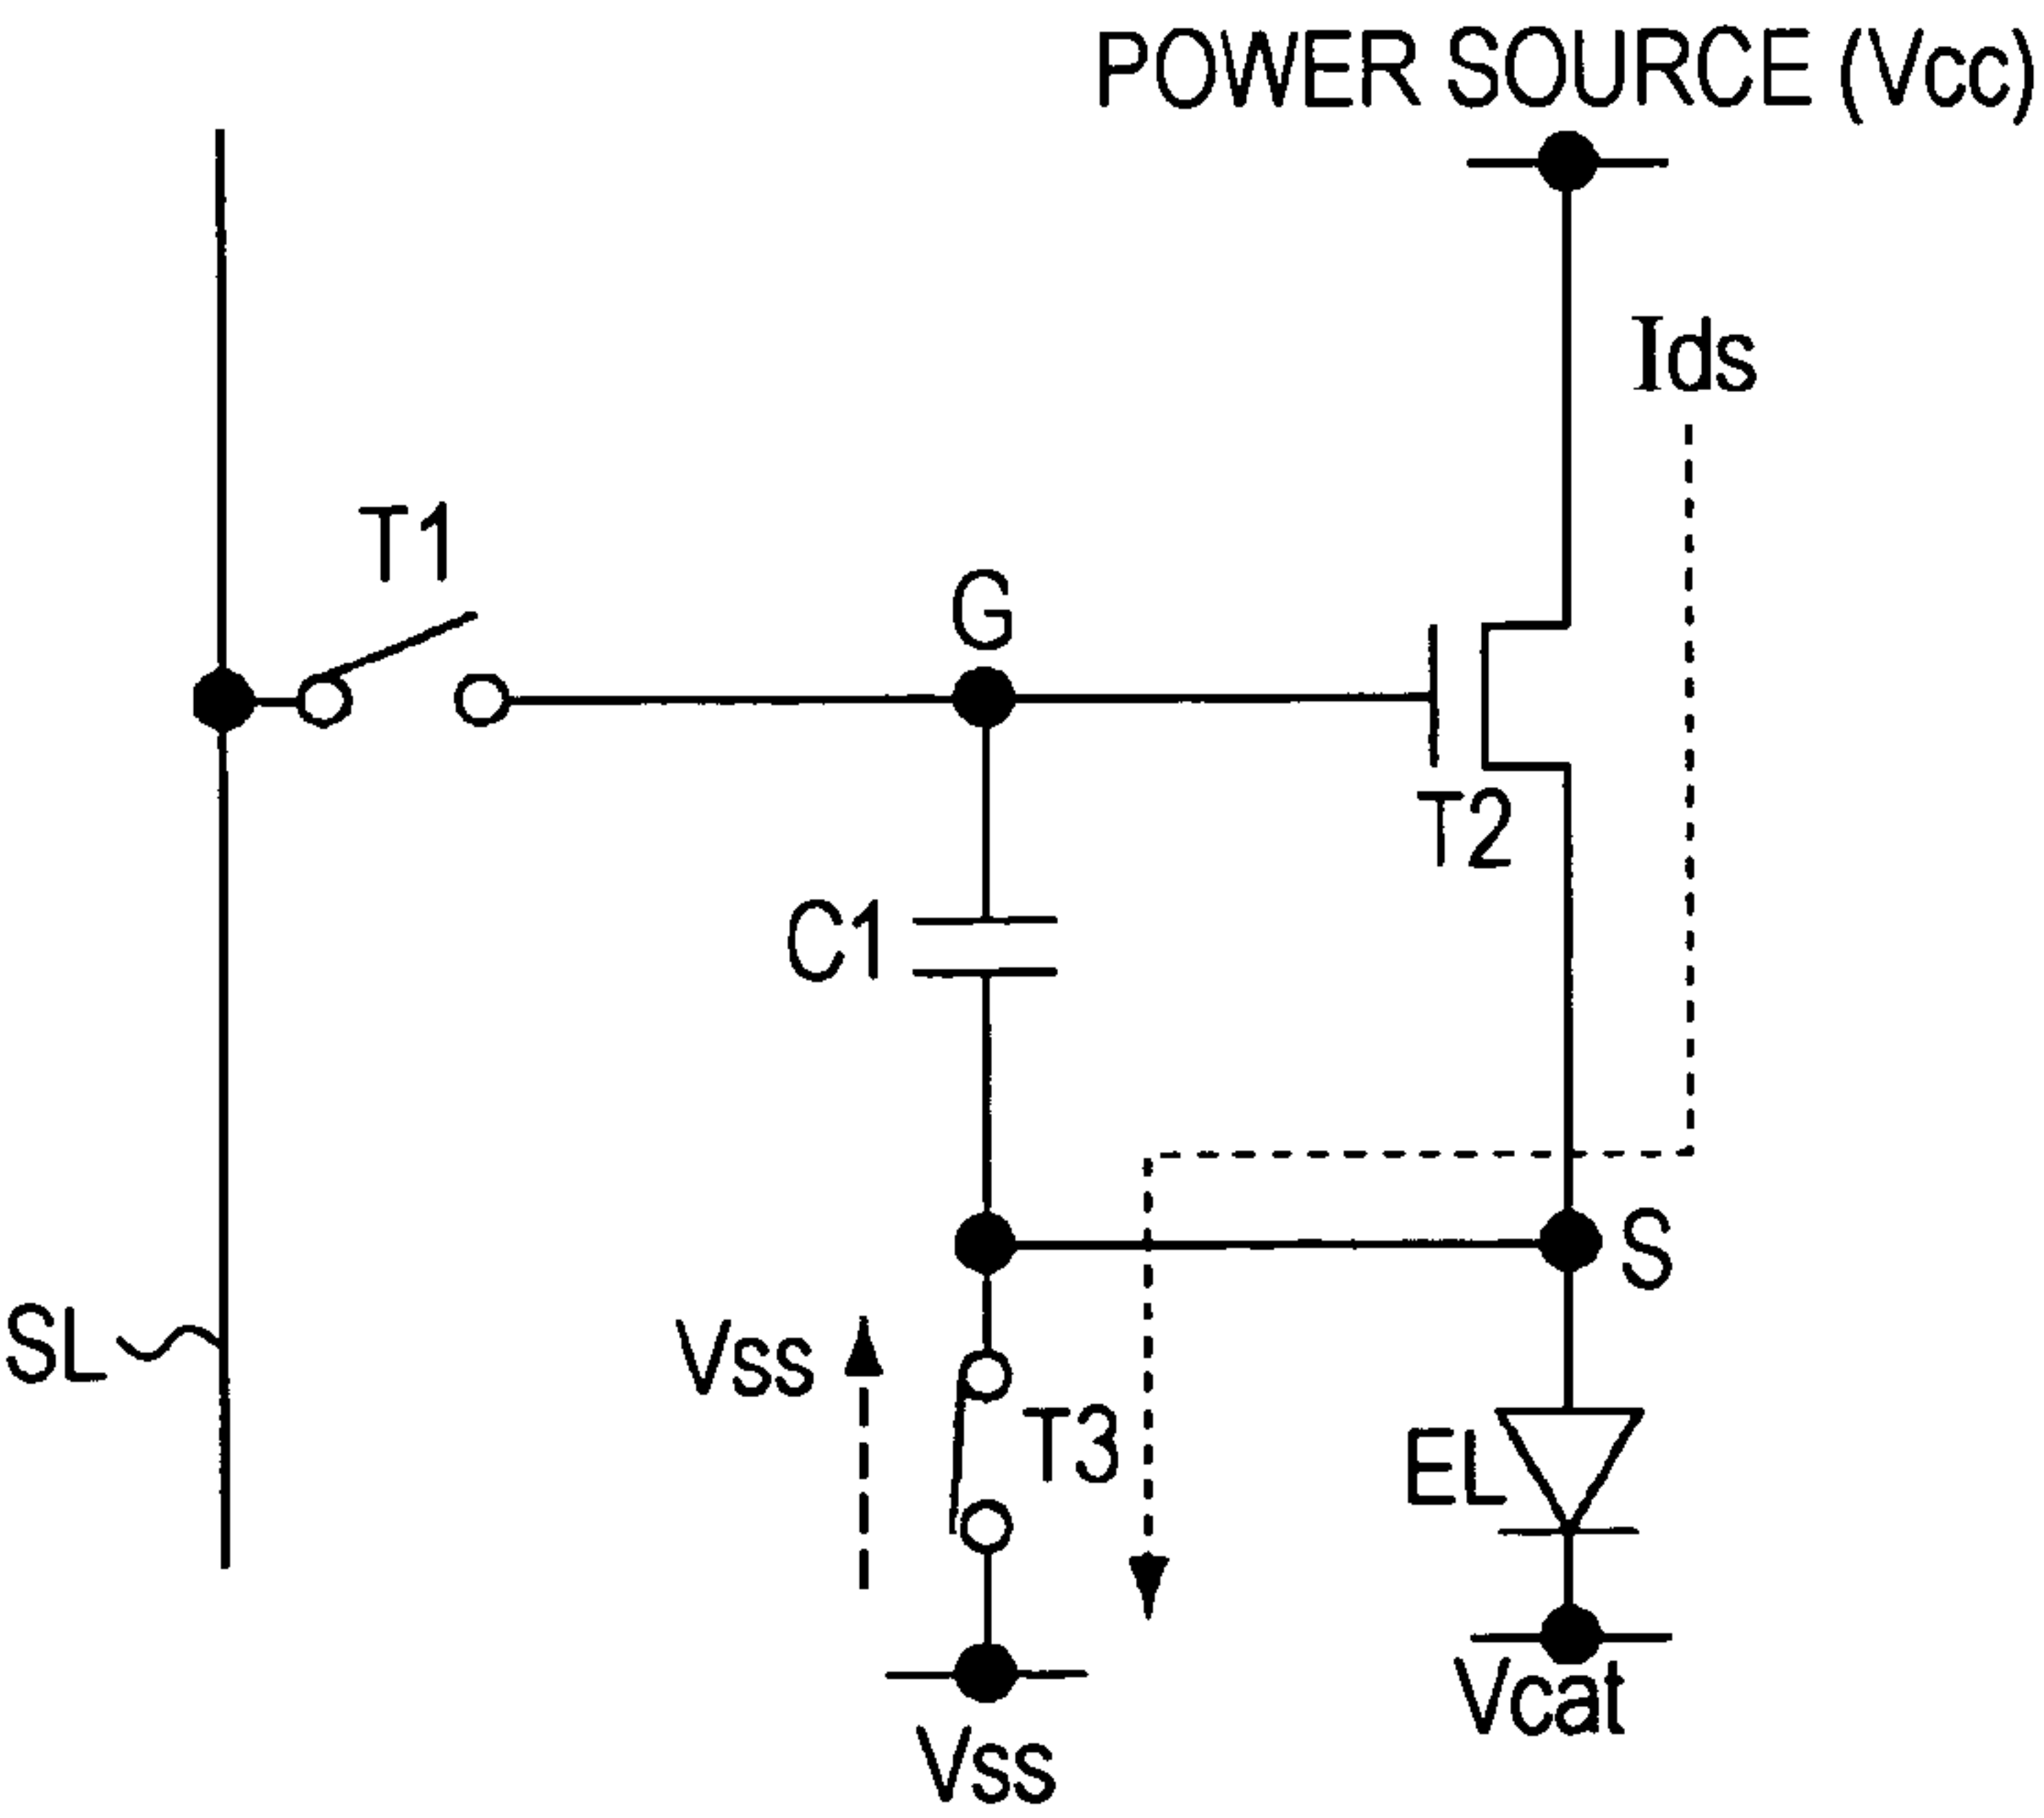 POWER SOURCE (Vcc)
Ids
T1
G
T2
C1
S
SL
Vss
T3
EL
Vcat
Vss